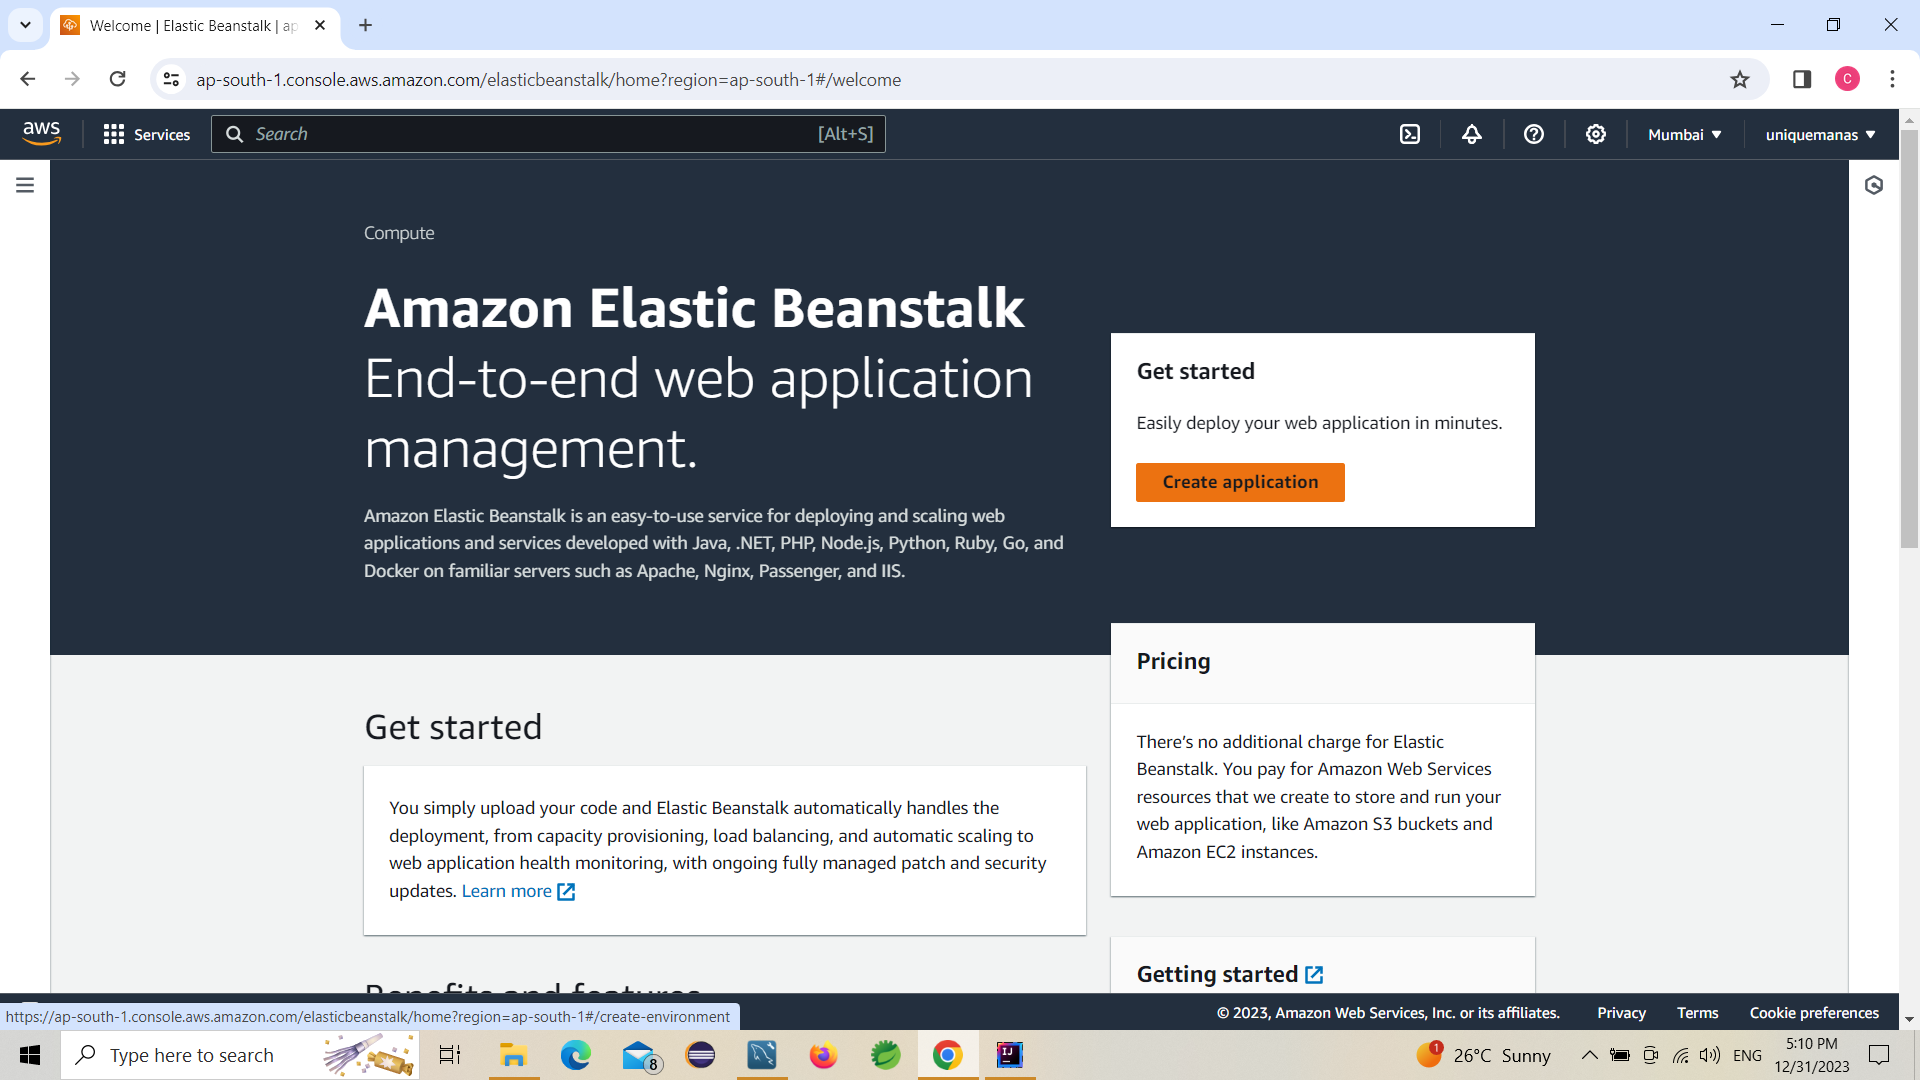 Welcome | Elastic Beanstalk | ap
ap-south-1.console.aws.amazon.com/elasticbeanstalk/home?region=ap-south-1#/welcome
C
aws
Services
Search
[Alt+S]
Mumbai
uniquemanas
Compute
Amazon Elastic Beanstalk
End-to-end web application
management.
Amazon Elastic Beanstalk is an easy-to-use service for deploying and scaling web
applications and services developed with Java, .NET, PHP, Node.js, Python, Ruby, Go, and
Docker on familiar servers such as Apache, Nginx, Passenger, and IIS.
Get started
Easily deploy your web application in minutes.
Create application
Pricing
There's no additional charge for Elastic
Beanstalk. You pay for Amazon Web Services
resources that we create to store and run your
web application, like Amazon S3 buckets and
Amazon EC2 instances.
Get started
You simply upload your code and Elastic Beanstalk automatically handles the
deployment, from capacity provisioning, load balancing, and automatic scaling to
web application health monitoring, with ongoing fully managed patch and security
updates. Learn more
Getting started
Benefits and features
https://ap-south-1.console.aws.amazon.com/elasticbeanstalk/home?region=ap-south-1#/create-environment
© 2023, Amazon Web Services, Inc. or its affiliates.
Privacy
Terms
Cookie preferences
Type here to search
8
IJ
1
26°C Sunny
ENG
5:10 PM
12/31/2023